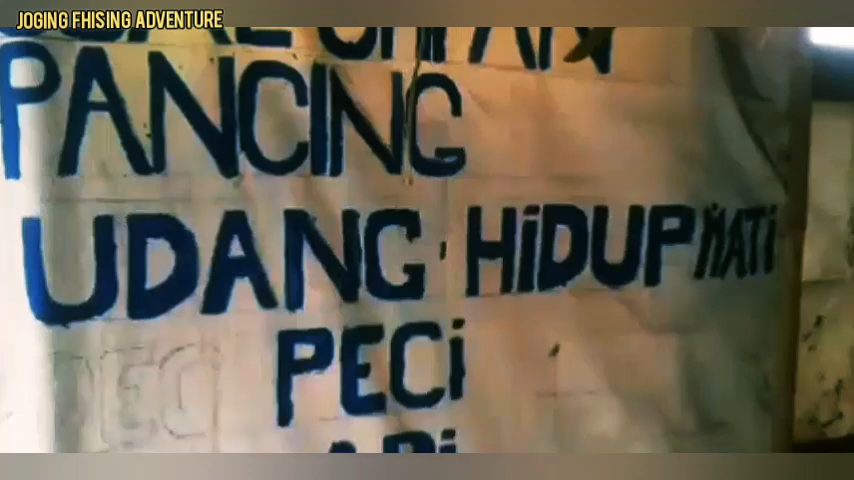 JOGING FHISING ADVENTURE
PANCING
UDANG HiDUP MATi
PECi